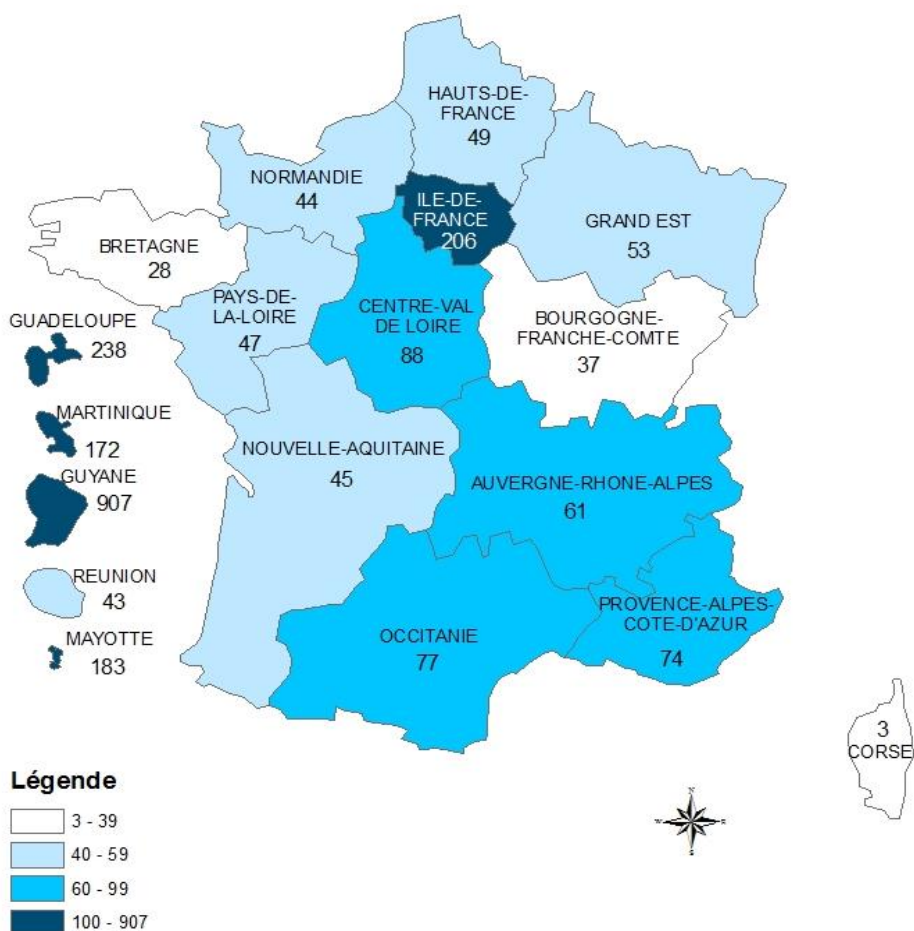 HAUTS-DE-
FRANCE
49
NORMANDIE
44
ILE-DE-
FRANCE
206
GRAND EST
53
BRETAGNE
28
PAYS-DE-
LA-LOIRE
47
CENTRE-VAL
DE LOIRE
88
BOURGOGNE-
FRANCHE-COMTE
37
GUADELOUPE
238
MARTINIQUE
172
GUYANE
907
REUNION
43
MAYOTTE
183
NOUVELLE-AQUITAINE
45
AUVERGNE-RHONE-ALPES
61
OCCITANIE
77
PROVENCE-ALPES-
COTE-D'AZUR
74
3
CORSE
Légende
3 - 39
40 - 59
60 - 99
100 - 907
N
W
E
S